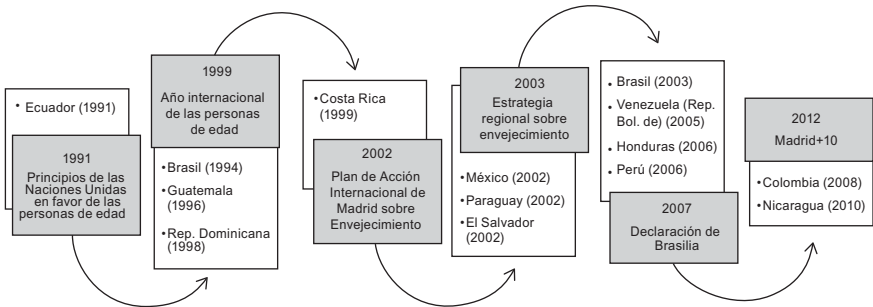 • Ecuador (1991)
1991
Principios de las
Naciones Unidas
en favor de las
personas de edad
1999
Año internacional
de las personas
de edad
•Brasil (1994)
•Guatemala
(1996)
•Rep. Dominicana
(1998)
•Costa Rica
(1999)
2002
Plan de Acción
Internacional de
Madrid sobre
Envejecimiento
2003
Estrategia
regional sobre
envejecimiento
•México (2002)
•Paraguay (2002)
•El Salvador
(2002)
• Brasil (2003)
• Venezuela (Rep.
Bol. de) (2005)
• Honduras (2006)
• Perú (2006)
2007
Declaración de
Brasilia
2012
Madrid+10
•Colombia (2008)
•Nicaragua (2010)